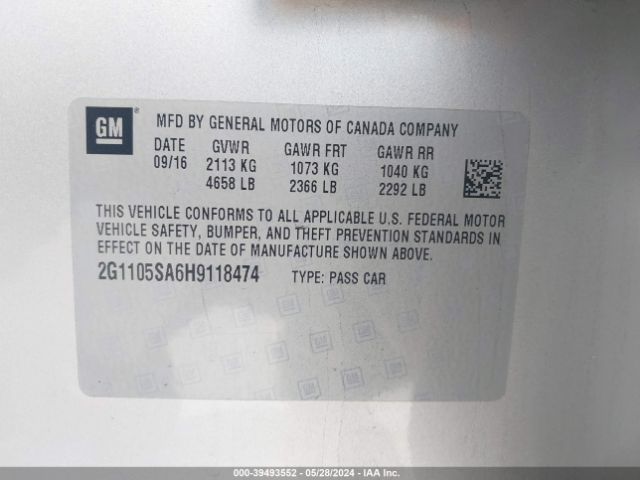 GM ®
MFD BY GENERAL MOTORS OF CANADA COMPANY
DATE GVWR GAWR FRT GAWR RR
09/16 2113 KG 1073 KG 1040 KG
4658 LB 2366 LB 2292 LB
THIS VEHICLE CONFORMS TO ALL APPLICABLE U.S. FEDERAL MOTOR
VEHICLE SAFETY, BUMPER, AND THEFT PREVENTION STANDARDS IN
EFFECT ON THE DATE OF MANUFACTURE SHOWN ABOVE.
2G1105SA6H9118474 TYPE: PASS CAR
000-39493552 - 05/28/2024 - IAA Inc.